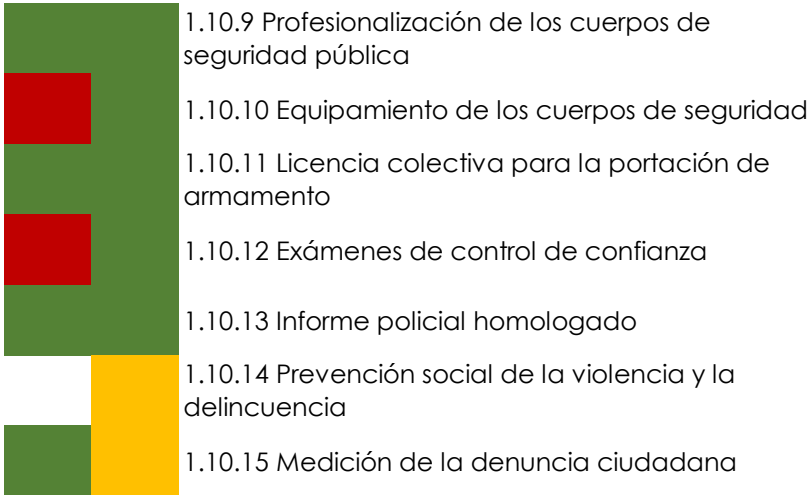 1.10.9 Profesionalización de los cuerpos de
seguridad pública
1.10.10 Equipamiento de los cuerpos de seguridad
1.10.11 Licencia colectiva para la portación de
armamento
1.10.12 Exámenes de control de confianza
1.10.13 Informe policial homologado
1.10.14 Prevención social de la violencia y la
delincuencia
1.10.15 Medición de la denuncia ciudadana